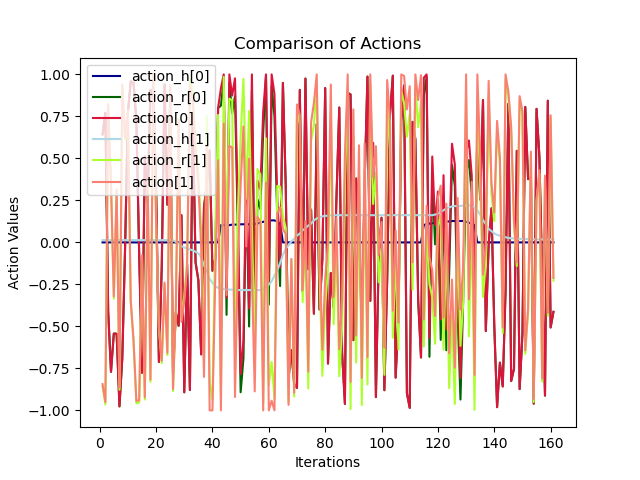 Comparison of Actions
action_h[0]
action_r[0]
action[0]
action_h[1]
action_r[1]
action[1]
Action Values
1.00
0.75
0.50
0.25
0.00
−0.25
−0.50
−0.75
−1.00
0 20 40 60 80 100 120 140 160
Iterations